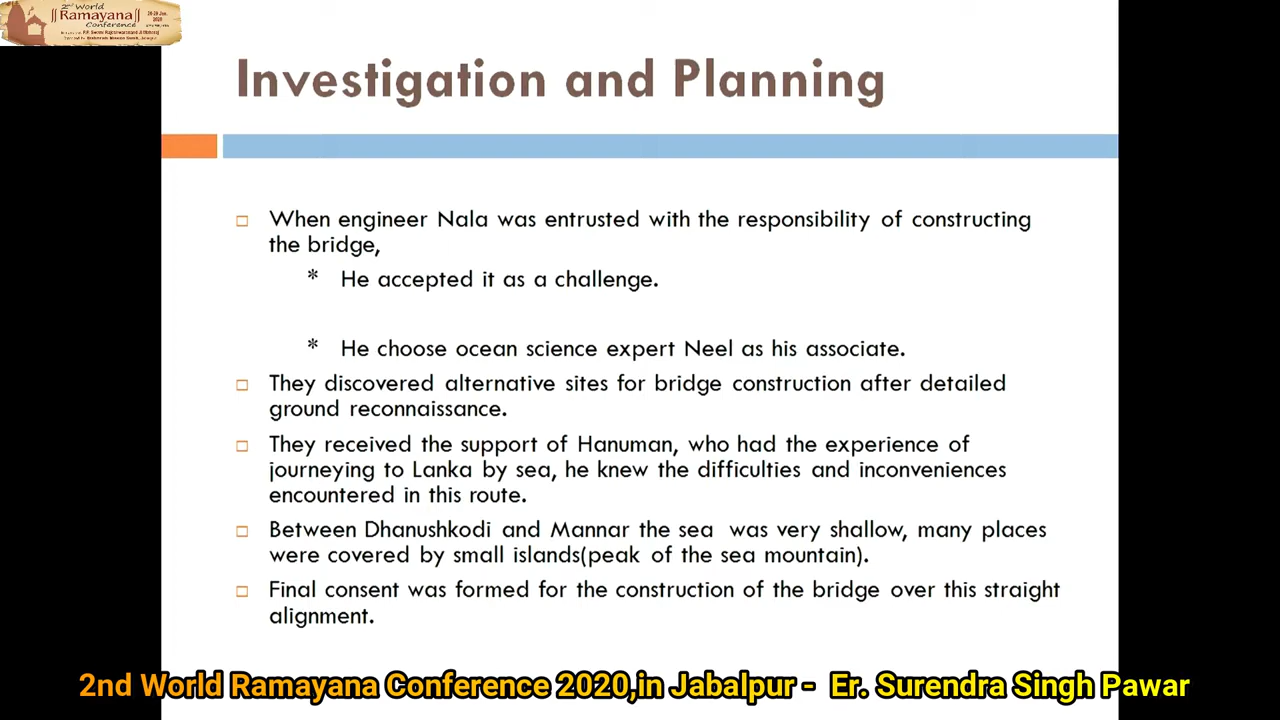 2nd World
||Ramayana||
Conference
Investigation and Planning
□ When engineer Nala was entrusted with the responsibility of constructing
the bridge,
* He accepted it as a challenge.
* He choose ocean science expert Neel as his associate.
□ They discovered alternative sites for bridge construction after detailed
ground reconnaissance.
□ They received the support of Hanuman, who had the experience of
journeying to Lanka by sea, he knew the difficulties and inconveniences
encountered in this route.
□ Between Dhanushkodi and Mannar the sea was very shallow, many places
were covered by small islands(peak of the sea mountain).
□ Final consent was formed for the construction of the bridge over this straight
alignment.
2nd World Ramayana Conference 2020,in Jabalpur - Er. Surendra Singh Pawar